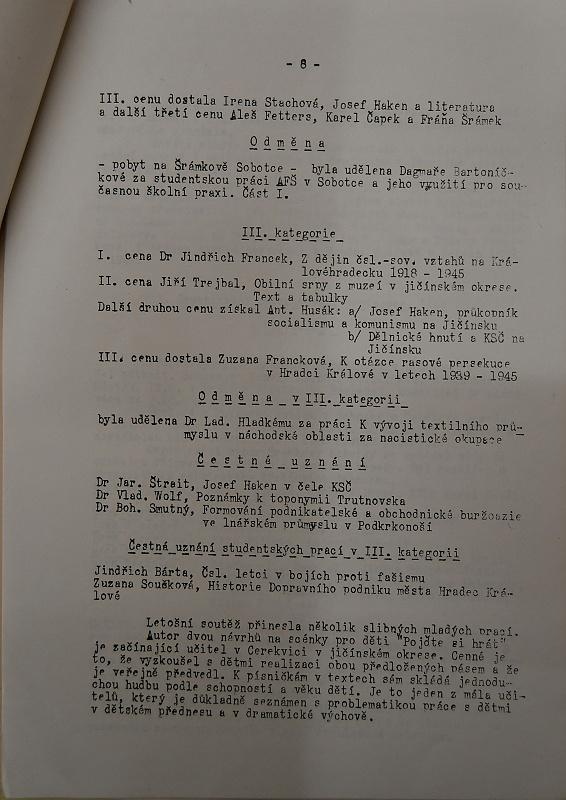 - 8 -
III. cenu dostala Irena Stachová, Josef Haken a literatura
a další třetí cenu Aleš Fetters, Karel Čapek a Fráňa Šrámek
O d m ě n a
- pobyt na Šrámkově Sobotce - byla udělena Dagmaře Bartoníč-
kové za studentskou práci AFŠ v Sobotce a jeho využití pro sou-
časnou školní praxi. Část I.
III. kategorie
I. cena Dr Jindřich Francek, Z dějin čsl.-sov. vztahů na Krá-
lovéhradecku 1918 - 1945
II. cena Jiří Trejbal, Obilní srpy z muzeí v jičínském okrese.
Text a tabulky
Další druhou cenu získal Ant. Husák: a/ Josef Haken, průkopník
socialismu a komunismu na Jičínsku
b/ Dělnické hnutí a KSČ na
Jičínsku
III. cenu dostala Zuzana Francková, K otázce rasové persekuce
v Hradci Králové v letech 1939 - 1945
O d m ě n a v III. kategorii
byla udělena Dr Lad. Hladkému za práci K vývoji textilního prů-
myslu v náchodské oblasti za nacistické okupace
Č e s t n á u z n á n í
Dr Jar. Štrait, Josef Haken v čele KSČ
Dr Vlad. Wolf, Poznámky k toponymii Trutnovska
Dr Boh. Smutný, Formování podnikatelské a obchodnické buržoazie
ve lnářském průmyslu v Podkrkonoší
Čestná uznání studentských prací v III. kategorii
Jindřich Bárta, Čsl. letci v bojích proti fašismu
Zuzana Součková, Historie Dopravního podniku města Hradec Krá-
lové
Letošní soutěž přinesla několik slibných mladých prací.
Autor dvou návrhů na scénky pro děti "Pojďte si hrát"
je začínající učitel v Cerekvici v jičínském okrese. Cenné je
to, že vyzkoušel s dětmi realizaci obou předložených pásem a že
je veřejně předvedl. K písničkám v textech sám skládá jednodu-
chou hudbu podle schopností a věku dětí. Je to jeden z mála uči-
telů, který je důkladně seznámen s problematikou práce s dětmi
v dětském přednesu a v dramatické výchově.